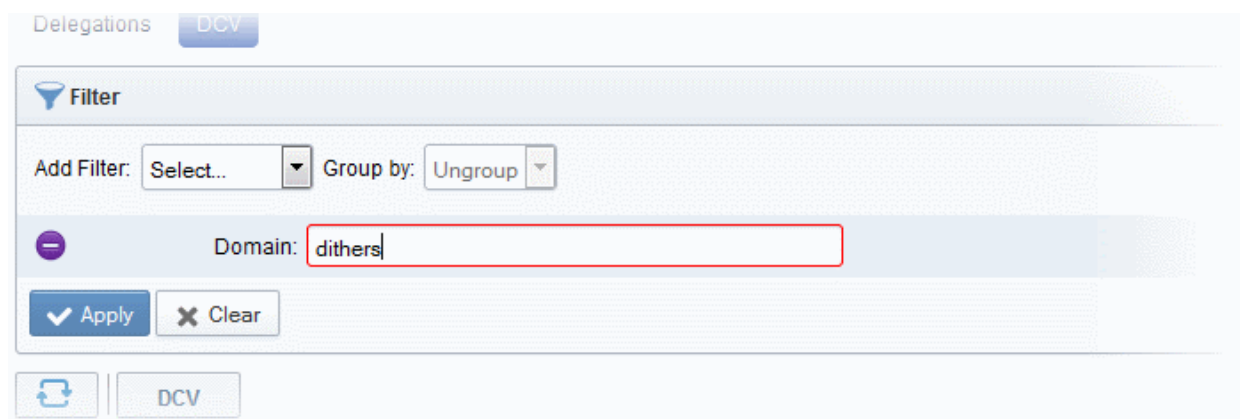 Delegations DCV
Filter
Add Filter: Select... Group by: Ungroup
Domain: dithers
Apply Clear
DCV